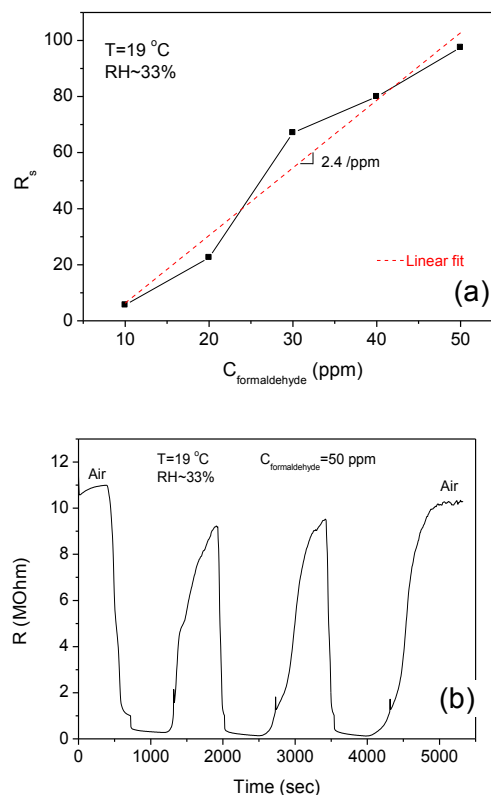 100
80
60
40
20
0
T=19 °C
RH~33%
2.4 /ppm
Linear fit
(a)
R_s
10 20 30 40 50
C_formaldehyde (ppm)
12
10
8
6
4
2
0
Air
T=19 °C
RH~33%
C_formaldehyde=50 ppm
Air
(b)
R (MOhm)
0 1000 2000 3000 4000 5000
Time (sec)